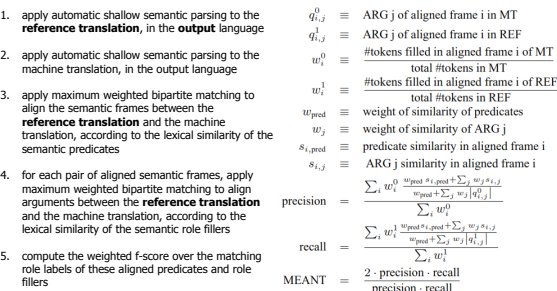 1. apply automatic shallow semantic parsing to the
reference translation, in the output language
2. apply automatic shallow semantic parsing to the
machine translation, in the output language
3. apply maximum weighted bipartite matching to
align the semantic frames between the
reference translation and the machine
translation, according to the lexical similarity of the
semantic predicates
4. for each pair of aligned semantic frames, apply
maximum weighted bipartite matching to align
arguments between the reference translation
and the machine translation, according to the
lexical similarity of the semantic role fillers
5. compute the weighted f-score over the matching
role labels of these aligned predicates and role
fillers
q^0_{i,j} ≡ ARG j of aligned frame i in MT
q^1_{i,j} ≡ ARG j of aligned frame i in REF
w^0_i ≡ #tokens filled in aligned frame i of MT / total #tokens in MT
w^1_i ≡ #tokens filled in aligned frame i of REF / total #tokens in REF
w_pred ≡ weight of similarity of predicates
w_j ≡ weight of similarity of ARG j
s_{i,pred} ≡ predicate similarity in aligned frame i
s_{i,j} ≡ ARG j similarity in aligned frame i
precision = ∑_i w^0_i (w_pred s_{i,pred} + ∑_j w_j s_{i,j}) / (w_pred + ∑_j w_j |q^0_{i,j}|) / ∑_i w^0_i
recall = ∑_i w^1_i (w_pred s_{i,pred} + ∑_j w_j s_{i,j}) / (w_pred + ∑_j w_j |q^1_{i,j}|) / ∑_i w^1_i
MEANT = 2 · precision · recall / precision recall